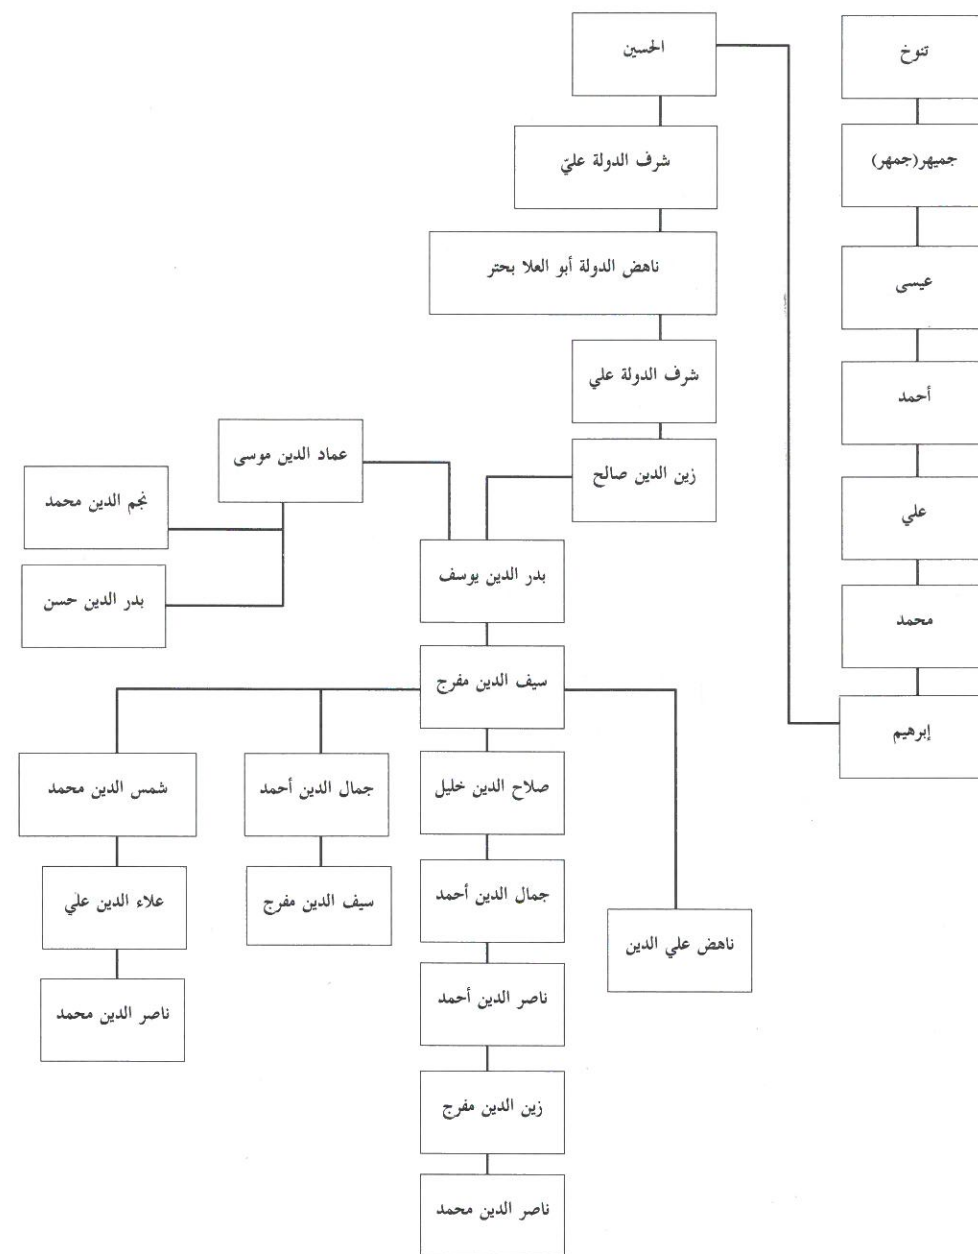 تنوخ
جميهر(جمهر)
عيسى
أحمد
علي
محمد
إبرهيم
الحسين
شرف الدولة عليّ
ناهض الدولة أبو العلا بحتر
شرف الدولة علي
زين الدين صالح
بدر الدين يوسف
عماد الدين موسى
نجم الدين محمد
بدر الدين حسن
سيف الدين مفرج
ناهض علي الدين
صلاح الدين خليل
جمال الدين أحمد
ناصر الدين أحمد
زين الدين مفرج
ناصر الدين محمد
جمال الدين أحمد
سيف الدين مفرج
شمس الدين محمد
علاء الدين علي
ناصر الدين محمد